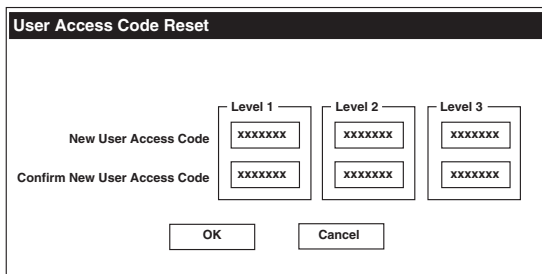 User Access Code Reset
Level 1 Level 2 Level 3
New User Access Code xxxxxxx xxxxxxx xxxxxxx
Confirm New User Access Code xxxxxxx xxxxxxx xxxxxxx
OK Cancel